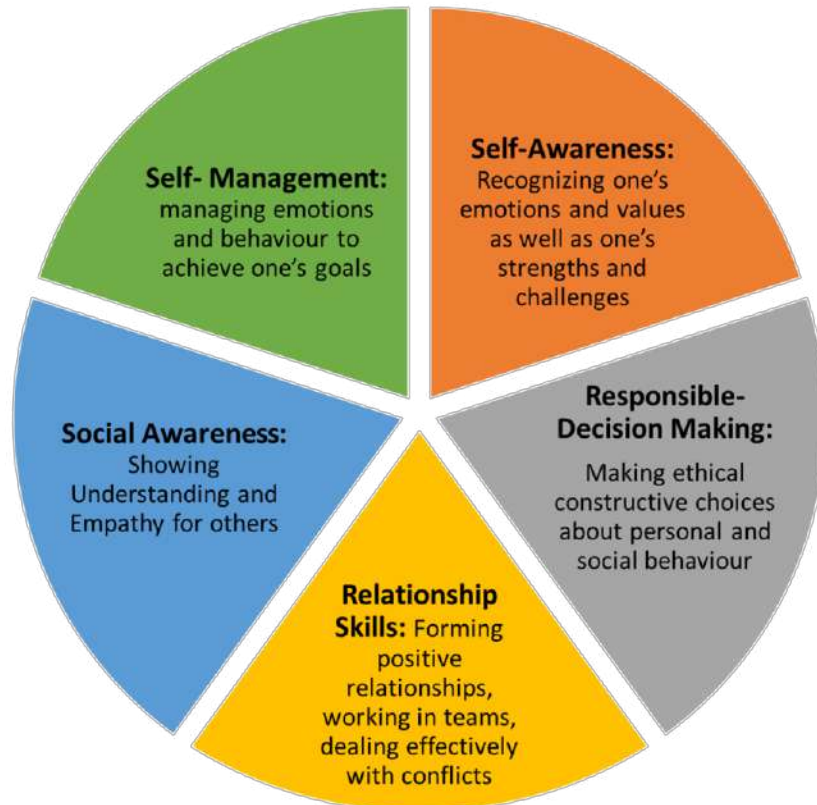 Self- Management:
managing emotions
and behaviour to
achieve one’s goals
Self-Awareness:
Recognizing one’s
emotions and values
as well as one’s
strengths and
challenges
Social Awareness:
Showing
Understanding and
Empathy for others
Responsible-
Decision Making:
Making ethical
constructive choices
about personal and
social behaviour
Relationship
Skills: Forming
positive
relationships,
working in teams,
dealing effectively
with conflicts